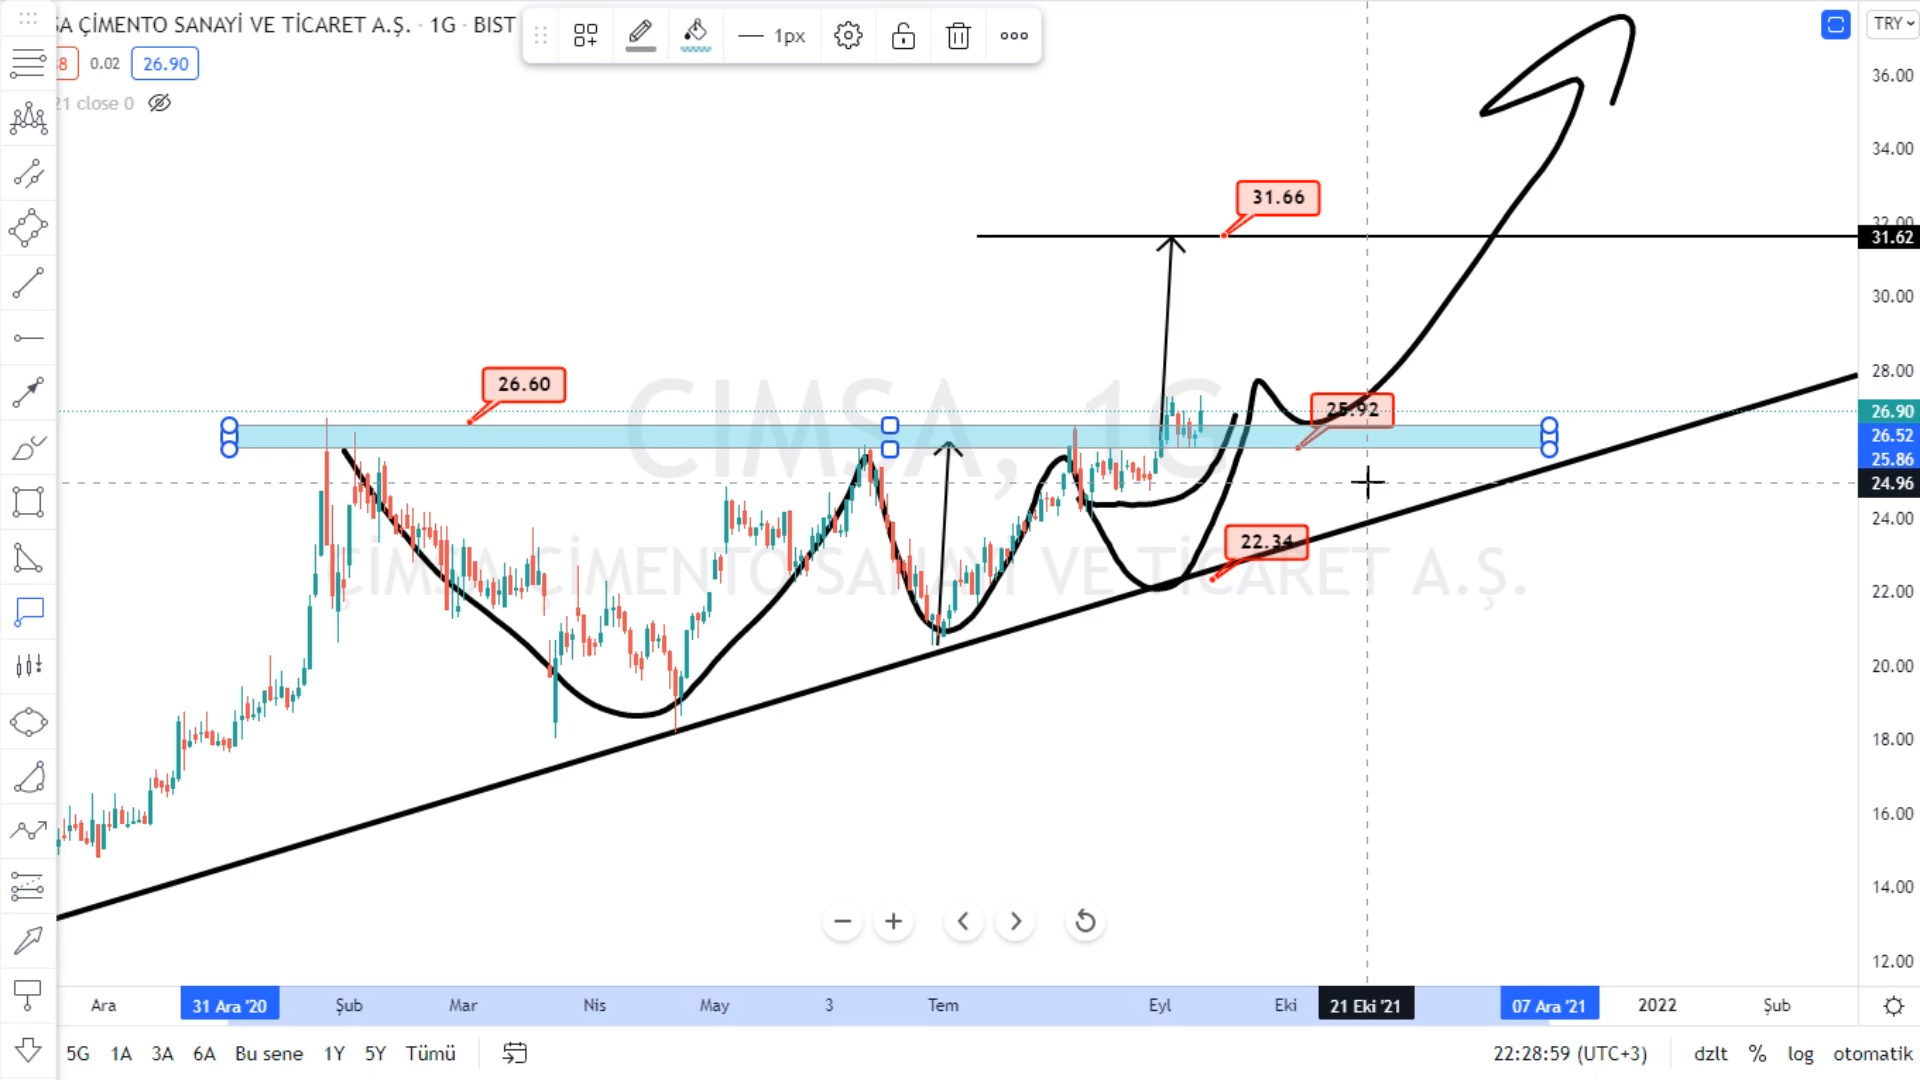 SA ÇİMENTO SANAYİ VE TİCARET A.Ş. · 1G · BIST
1px
TRY
8 0.02 26.90
21 close 0
36.00
34.00
32.00
31.62
30.00
28.00
26.90
26.52
25.86
24.96
24.00
22.00
20.00
18.00
16.00
14.00
12.00
31.66
26.60
25.92
22.34
CIMSA, 1G
ÇİMSA ÇİMENTO SANAYİ VE TİCARET A.Ş.
Ara 31 Ara '20 Şub Mar Nis May 3 Tem Eyl Eki 21 Eki '21 07 Ara '21 2022 Şub
5G 1A 3A 6A Bu sene 1Y 5Y Tümü
22:28:59 (UTC+3) dzlt % log otomatik